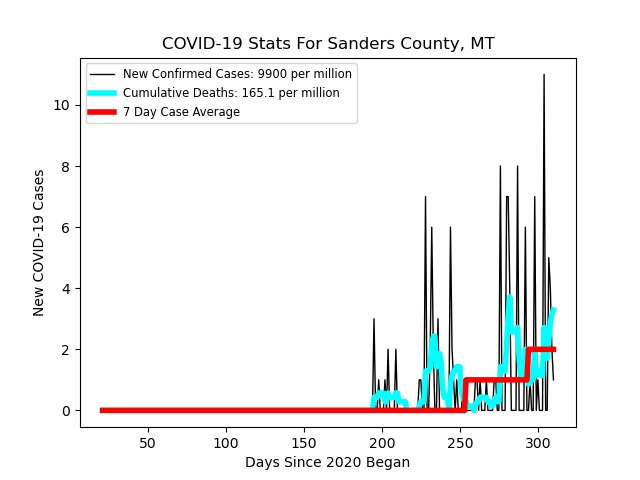 COVID-19 Stats For Sanders County, MT
New Confirmed Cases: 9900 per million
Cumulative Deaths: 165.1 per million
7 Day Case Average
New COVID-19 Cases
10
8
6
4
2
0
50 100 150 200 250 300
Days Since 2020 Began